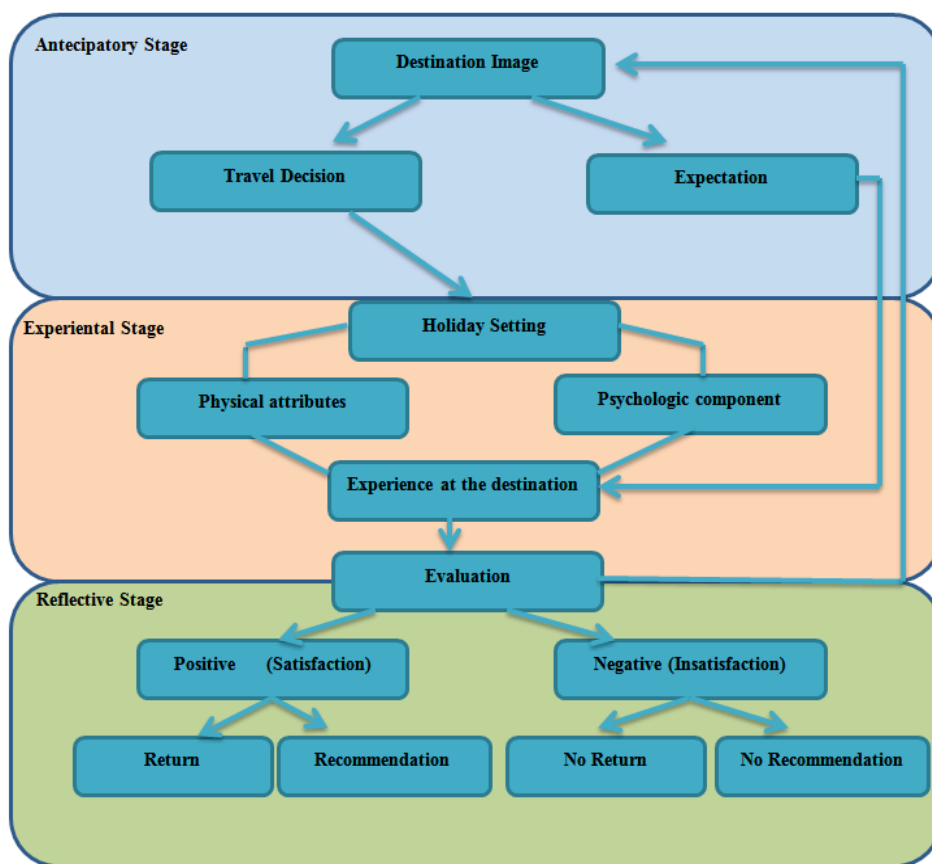 Antecipatory Stage
Destination Image
Travel Decision
Expectation
Experiental Stage
Holiday Setting
Physical attributes
Psychologic component
Experience at the destination
Evaluation
Reflective Stage
Positive (Satisfaction)
Negative (Insatisfaction)
Return
Recommendation
No Return
No Recommendation